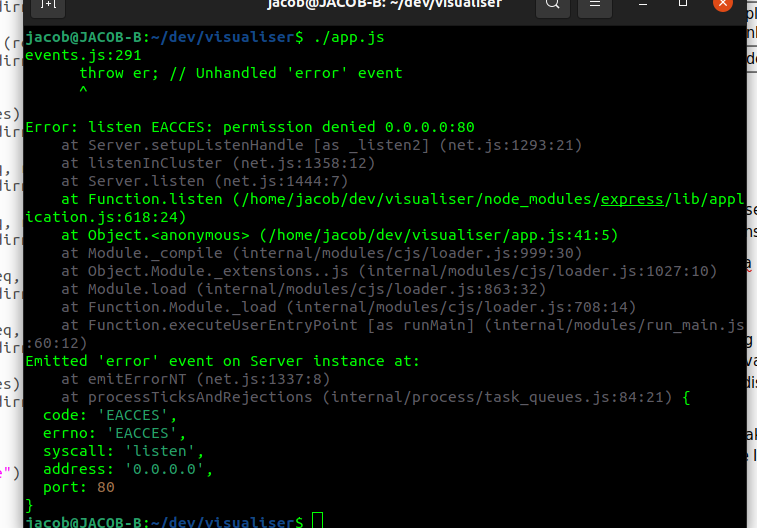 jacob@JACOB-B: ~/dev/visualiser
jacob@JACOB-B:~/dev/visualiser$ ./app.js
events.js:291
      throw er; // Unhandled 'error' event
      ^
Error: listen EACCES: permission denied 0.0.0.0:80
    at Server.setupListenHandle [as _listen2] (net.js:1293:21)
    at listenInCluster (net.js:1358:12)
    at Server.listen (net.js:1444:7)
    at Function.listen (/home/jacob/dev/visualiser/node_modules/express/lib/appl
ication.js:618:24)
    at Object.<anonymous> (/home/jacob/dev/visualiser/app.js:41:5)
    at Module._compile (internal/modules/cjs/loader.js:999:30)
    at Object.Module._extensions..js (internal/modules/cjs/loader.js:1027:10)
    at Module.load (internal/modules/cjs/loader.js:863:32)
    at Function.Module._load (internal/modules/cjs/loader.js:708:14)
    at Function.executeUserEntryPoint [as runMain] (internal/modules/run_main.js
:60:12)
Emitted 'error' event on Server instance at:
    at emitErrorNT (net.js:1337:8)
    at processTicksAndRejections (internal/process/task_queues.js:84:21) {
  code: 'EACCES',
  errno: 'EACCES',
  syscall: 'listen',
  address: '0.0.0.0',
  port: 80
}
jacob@JACOB-B:~/dev/visualiser$